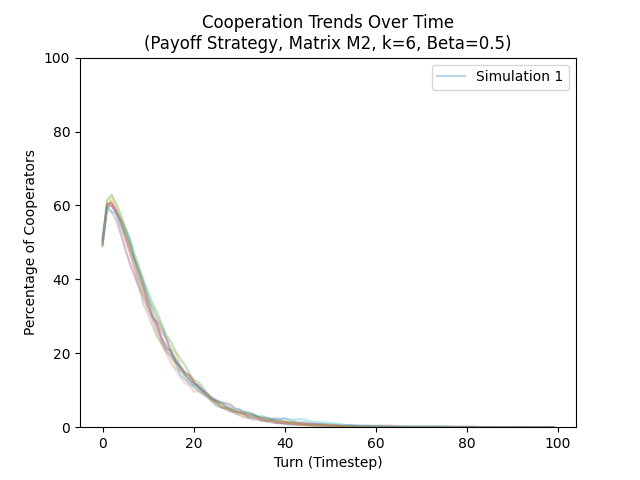 Cooperation Trends Over Time
(Payoff Strategy, Matrix M2, k=6, Beta=0.5)
Simulation 1
100
80
60
40
20
0
Percentage of Cooperators
0 20 40 60 80 100
Turn (Timestep)